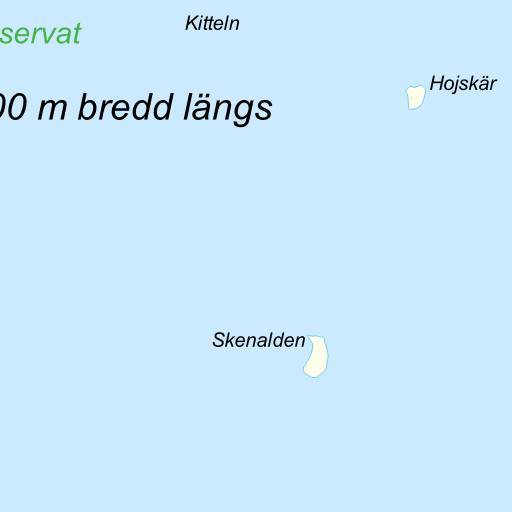 Kitteln
servat
Hojskär
00 m bredd längs
Skenalden